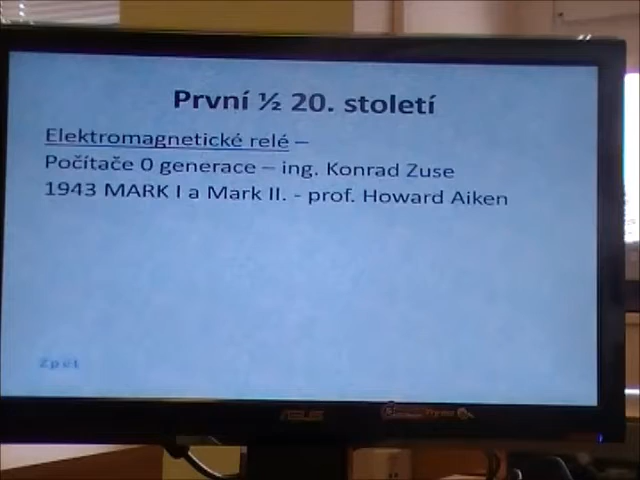 První ½ 20. století
Elektromagnetické relé –
Počítače 0 generace – ing. Konrad Zuse
1943 MARK I a Mark II. - prof. Howard Aiken
Zpět
ASUS